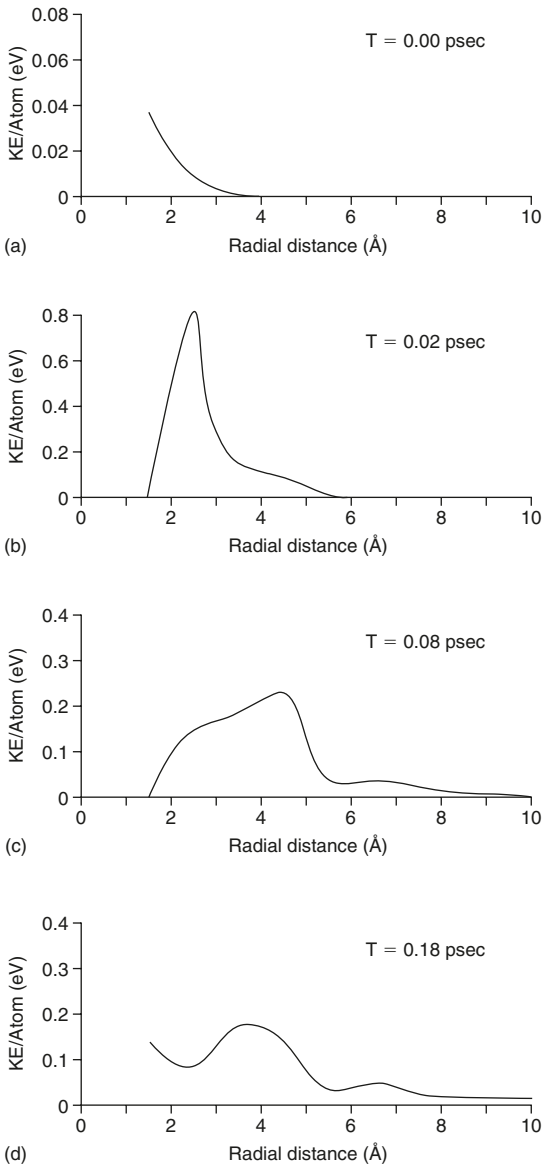 0.08
T = 0.00 psec
0.06
0.04
0.02
0
KE/Atom (eV)
0 2 4 6 8 10
(a) Radial distance (Å)
0.8
T = 0.02 psec
0.6
0.4
0.2
0
KE/Atom (eV)
0 2 4 6 8 10
(b) Radial distance (Å)
0.4
T = 0.08 psec
0.3
0.2
0.1
0
KE/Atom (eV)
0 2 4 6 8 10
(c) Radial distance (Å)
0.4
T = 0.18 psec
0.3
0.2
0.1
0
KE/Atom (eV)
0 2 4 6 8 10
(d) Radial distance (Å)